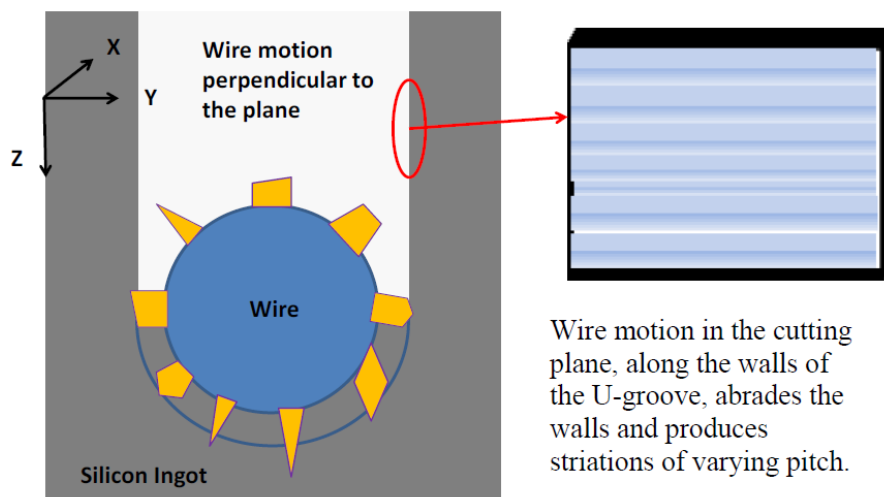 Wire motion
perpendicular to
the plane
X
Y
Z
Wire
Silicon Ingot
Wire motion in the cutting
plane, along the walls of
the U-groove, abrades the
walls and produces
striations of varying pitch.